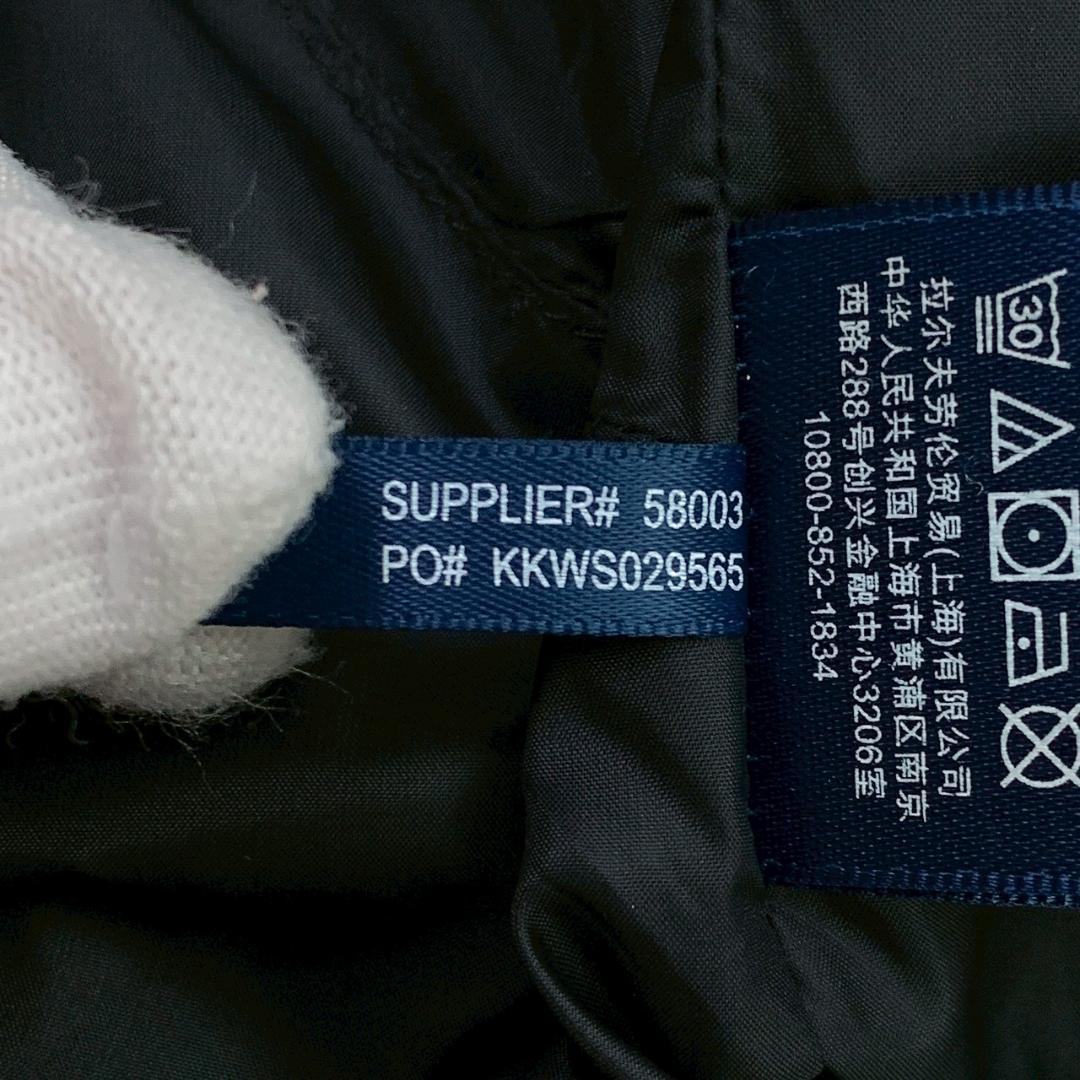 SUPPLIER# 58003
PO# KKWS029565
30
拉尔夫劳伦贸易(上海)有限公司
中华人民共和国上海市黄浦区南京
西路288号创兴金融中心3206室
10800-852-1834